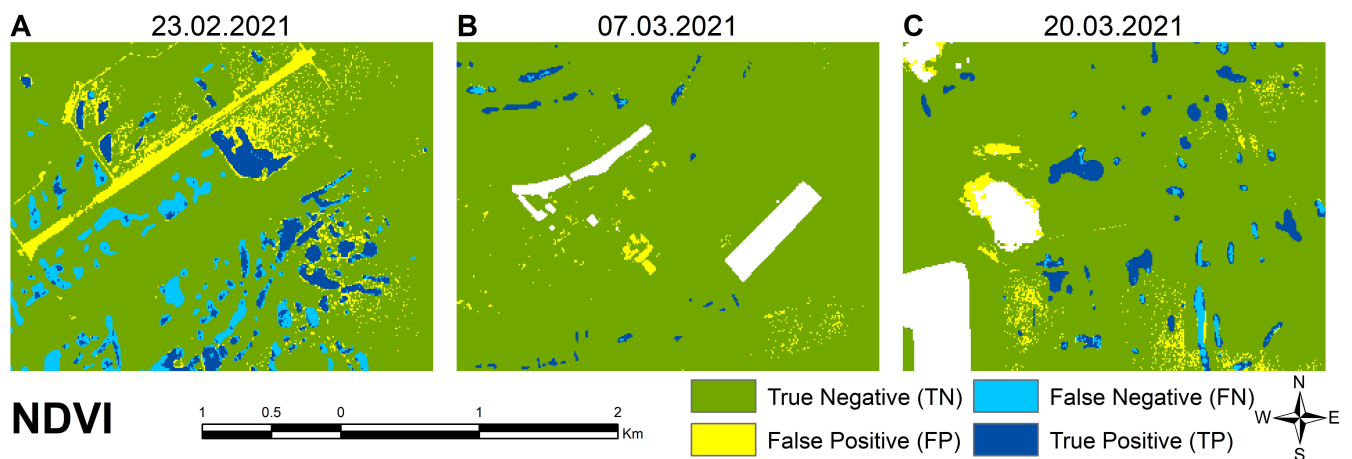 A 23.02.2021 B 07.03.2021 C 20.03.2021
NDVI
1 0.5 0 1 2
Km
True Negative (TN)
False Positive (FP)
False Negative (FN)
True Positive (TP)
N
W E
S